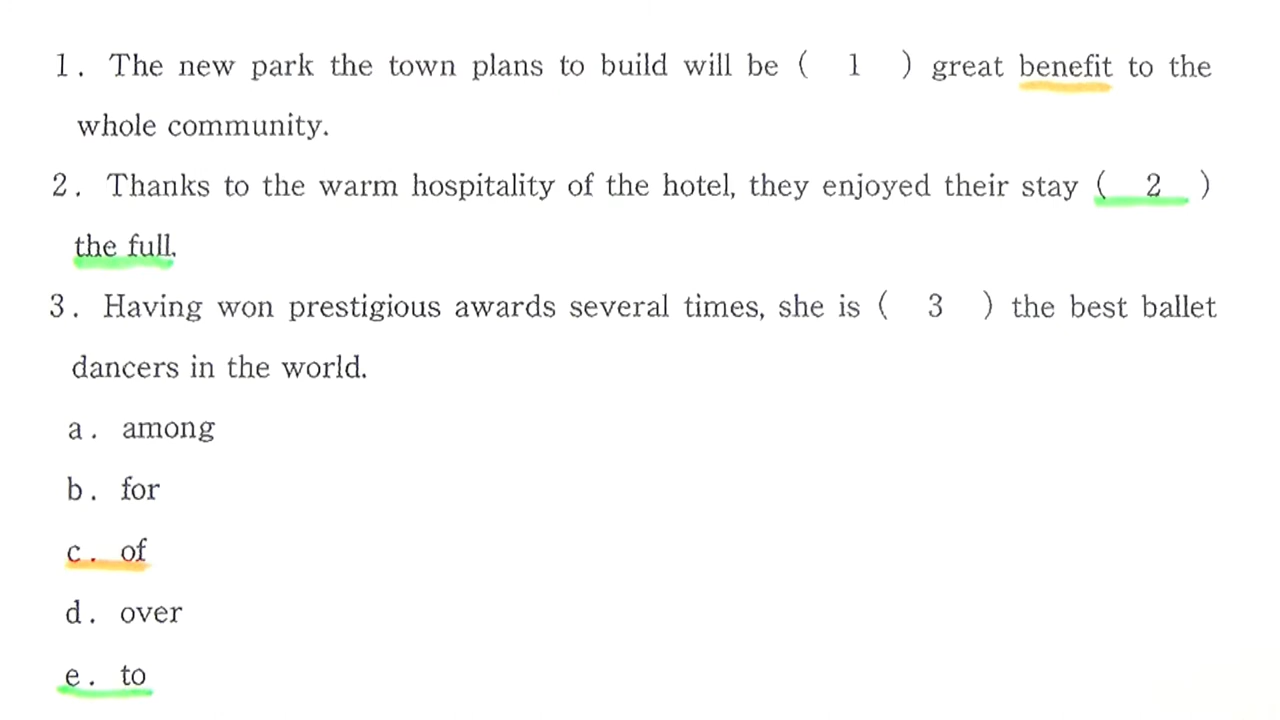 1. The new park the town plans to build will be ( 1 ) great benefit to the
whole community.
2. Thanks to the warm hospitality of the hotel, they enjoyed their stay ( 2 )
the full.
3. Having won prestigious awards several times, she is ( 3 ) the best ballet
dancers in the world.
a. among
b. for
c. of
d. over
e. to